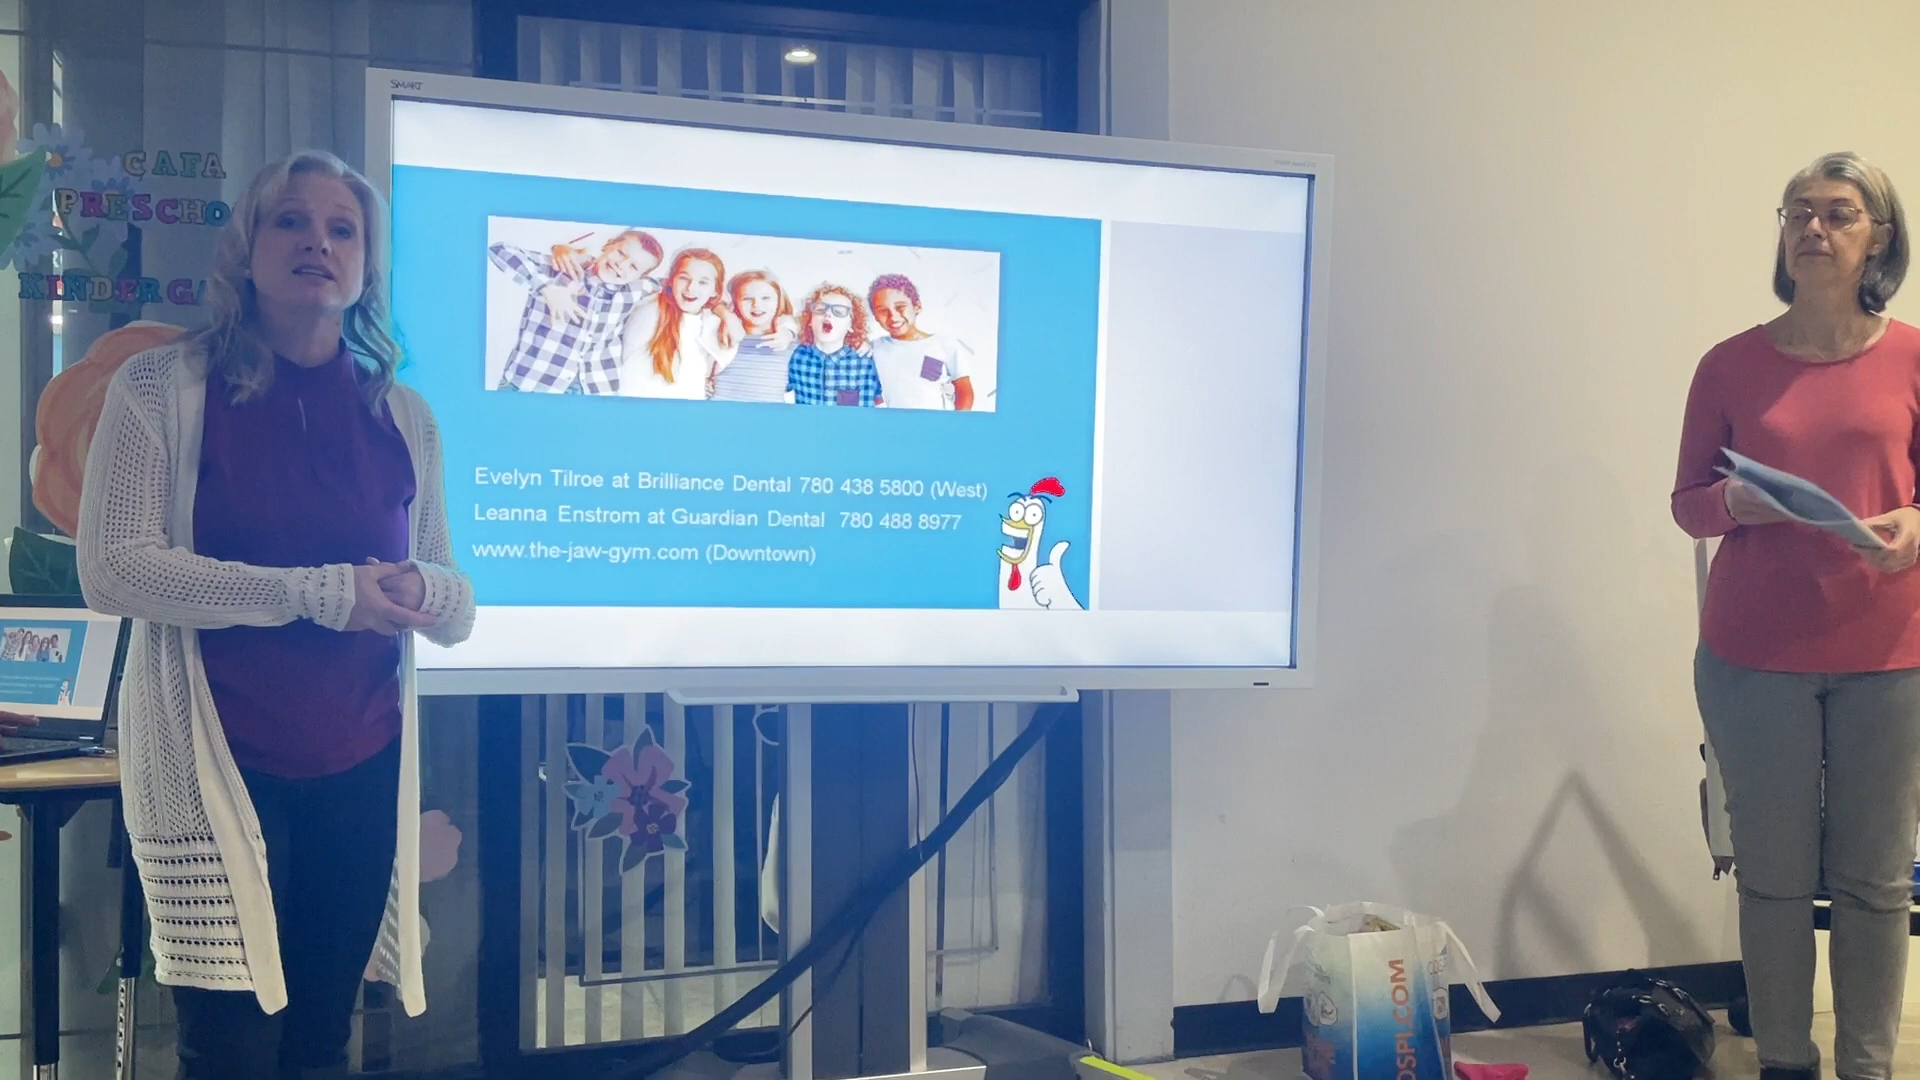 SMART
CAFA
PRESCHO
KINDERGA
Evelyn Tilroe at Brilliance Dental 780 438 5800 (West)
Leanna Enstrom at Guardian Dental 780 488 8977
www.the-jaw-gym.com (Downtown)
OSPI.COM